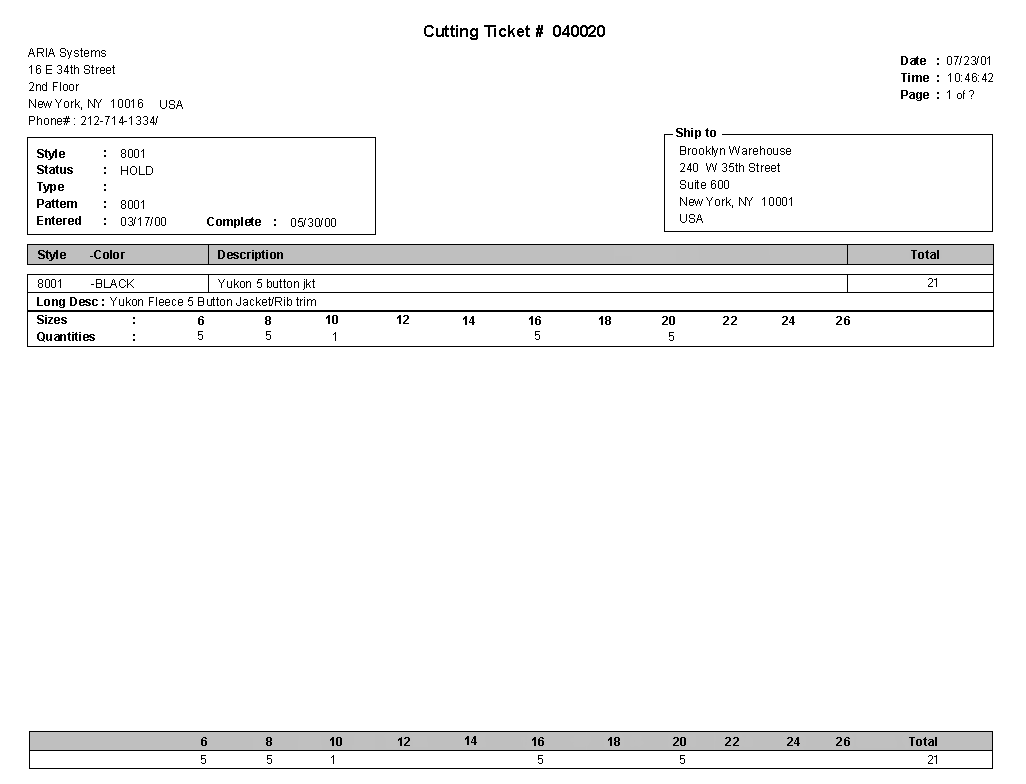 Cutting Ticket # 040020
ARIA Systems
16 E 34th Street
2nd Floor
New York, NY 10016 USA
Phone# : 212-714-1334/
Date : 07/23/01
Time : 10:46:42
Page : 1 of ?
Style : 8001
Status : HOLD
Type :
Pattern : 8001
Entered : 03/17/00 Complete : 05/30/00
Ship to
Brooklyn Warehouse
240 W 35th Street
Suite 600
New York, NY 10001
USA
Style -Color Description Total
8001 -BLACK Yukon 5 button jkt 21
Long Desc : Yukon Fleece 5 Button Jacket/Rib trim
Sizes : 6 8 10 12 14 16 18 20 22 24 26
Quantities : 5 5 1 5 5
6 8 10 12 14 16 18 20 22 24 26 Total
5 5 1 5 5 21